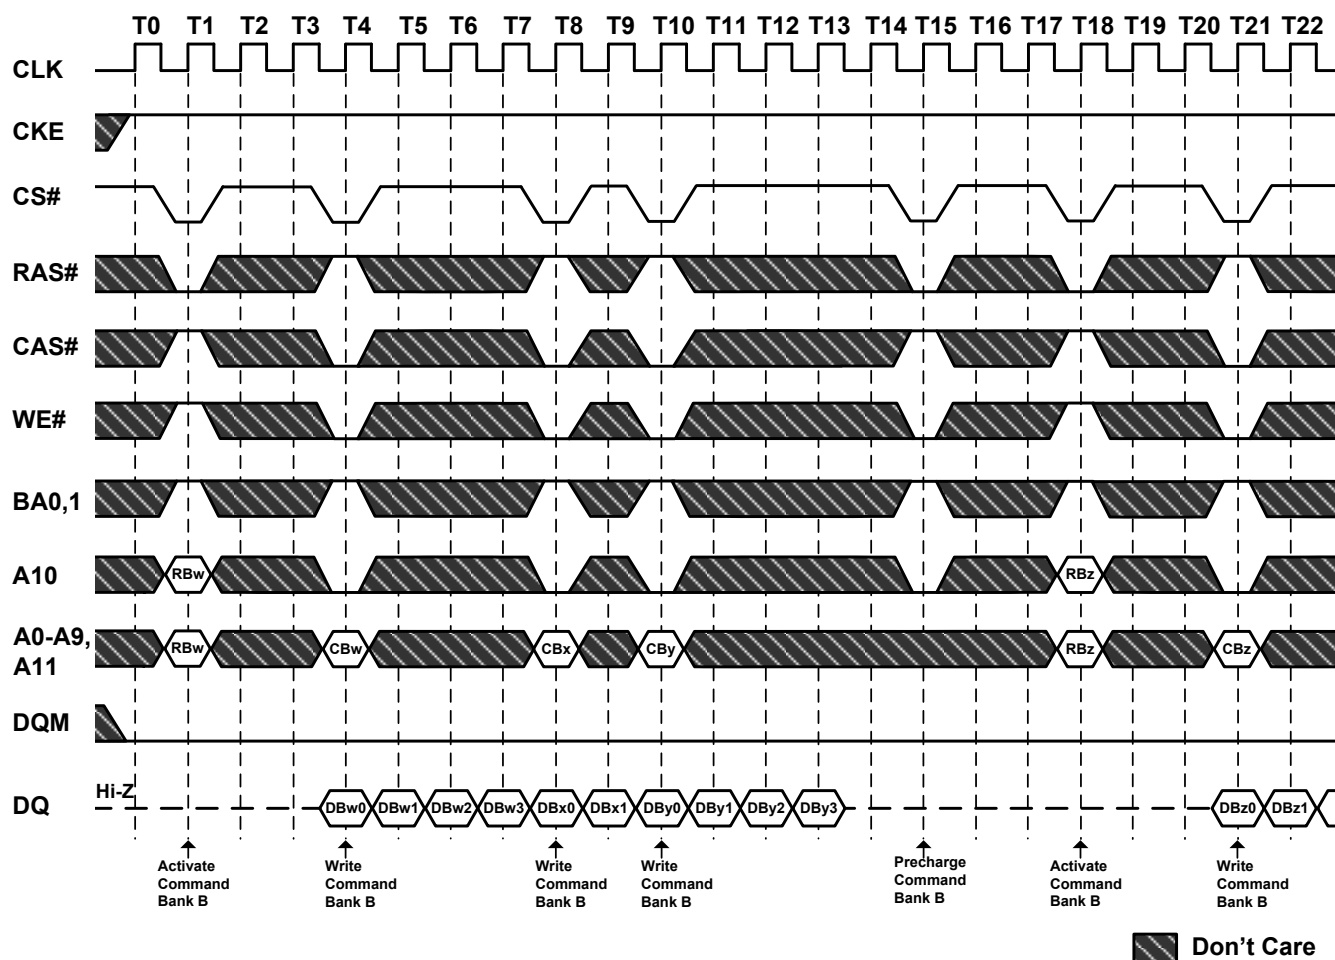 T0 T1 T2 T3 T4 T5 T6 T7 T8 T9 T10 T11 T12 T13 T14 T15 T16 T17 T18 T19 T20 T21 T22
CLK
CKE
CS#
RAS#
CAS#
WE#
BA0,1
A10 RBw RBz
A0-A9, RBw CBw CBx CBy RBz CBz
A11
DQM
Hi-Z
DQ DBw0 DBw1 DBw2 DBw3 DBx0 DBx1 DBy0 DBy1 DBy2 DBy3 DBz0 DBz1
Activate Write Write Write Precharge Activate Write
Command Command Command Command Command Command Command
Bank B Bank B Bank B Bank B Bank B Bank B Bank B
Don't Care